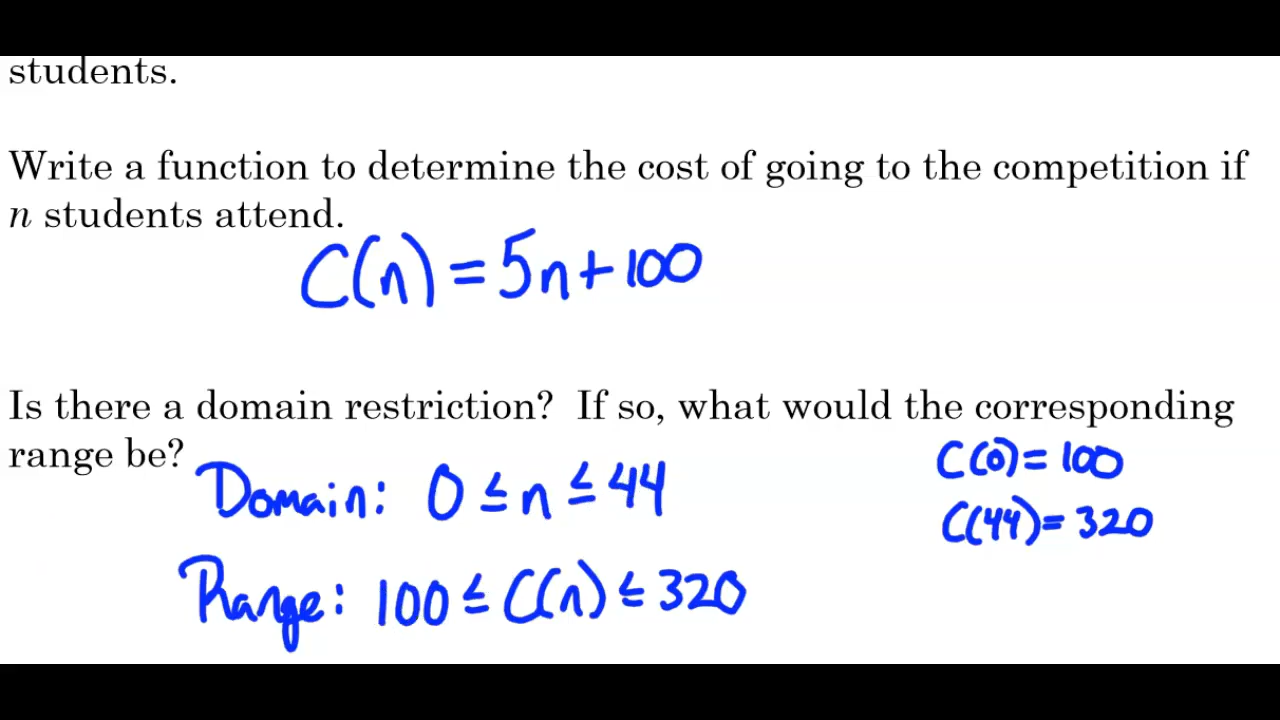 students.
Write a function to determine the cost of going to the competition if
n students attend.
C(n) = 5n + 100
Is there a domain restriction? If so, what would the corresponding
range be?
C(0) = 100
Domain: 0 ≤ n ≤ 44
C(44) = 320
Range: 100 ≤ C(n) ≤ 320